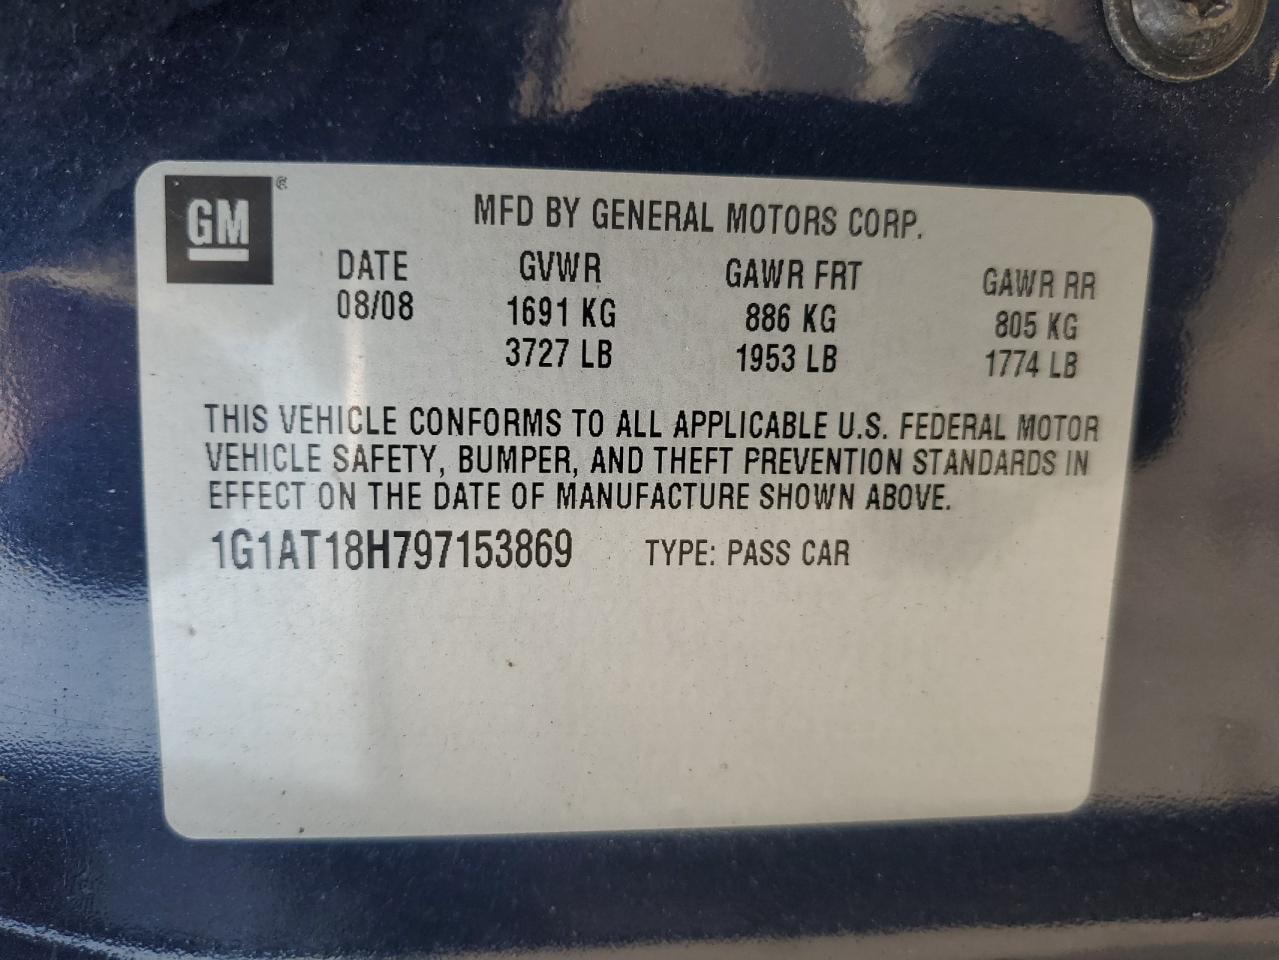 GM ®
MFD BY GENERAL MOTORS CORP.
DATE GVWR GAWR FRT GAWR RR
08/08 1691 KG 886 KG 805 KG
3727 LB 1953 LB 1774 LB
THIS VEHICLE CONFORMS TO ALL APPLICABLE U.S. FEDERAL MOTOR
VEHICLE SAFETY, BUMPER, AND THEFT PREVENTION STANDARDS IN
EFFECT ON THE DATE OF MANUFACTURE SHOWN ABOVE.
1G1AT18H797153869 TYPE: PASS CAR